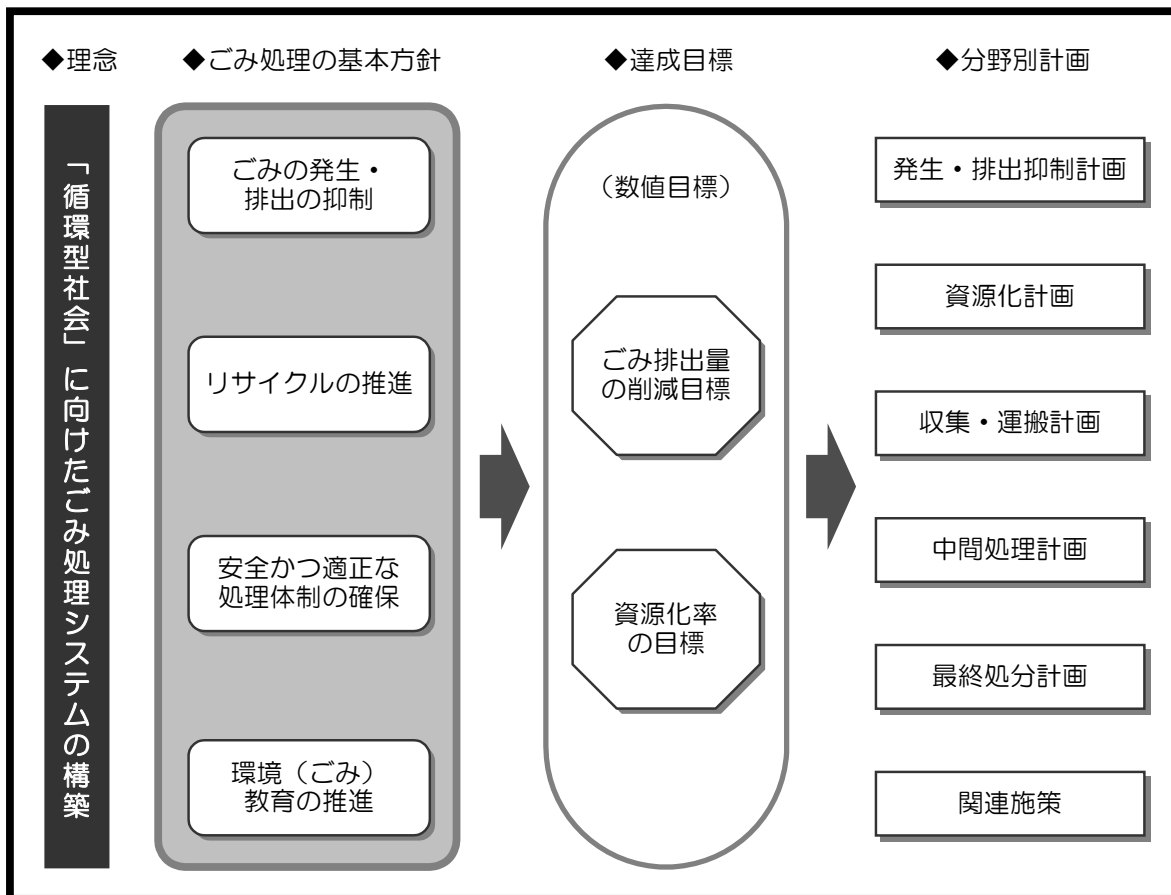 ◆理念
「循環型社会」に向けたごみ処理システムの構築
◆ごみ処理の基本方針
ごみの発生・
排出の抑制
リサイクルの推進
安全かつ適正な
処理体制の確保
環境（ごみ）
教育の推進
◆達成目標
（数値目標）
ごみ排出量
の削減目標
資源化率
の目標
◆分野別計画
発生・排出抑制計画
資源化計画
収集・運搬計画
中間処理計画
最終処分計画
関連施策